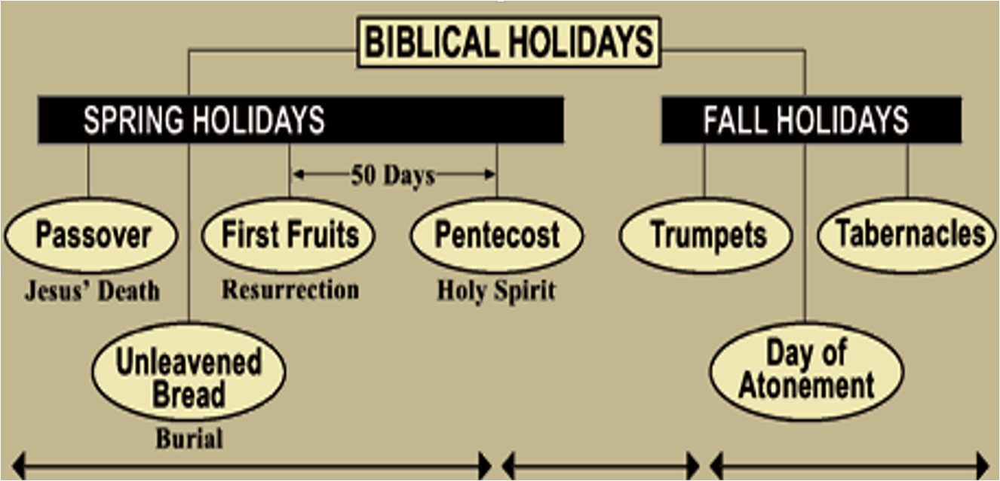 BIBLICAL HOLIDAYS
SPRING HOLIDAYS
FALL HOLIDAYS
50 Days
Passover
First Fruits
Pentecost
Trumpets
Tabernacles
Jesus’ Death
Resurrection
Holy Spirit
Unleavened
Bread
Day of
Atonement
Burial